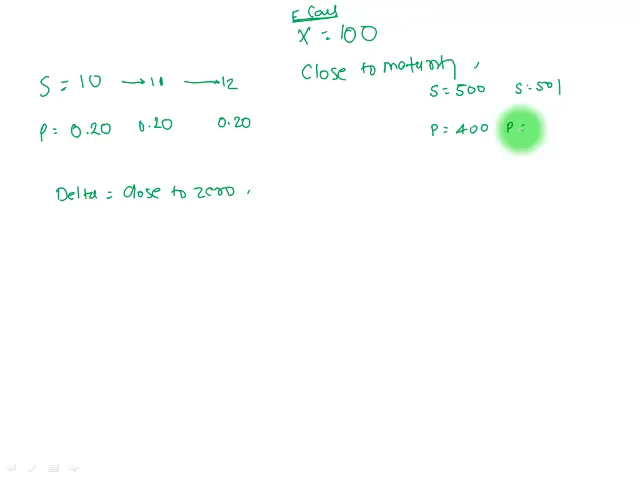 E Call
X = 100
Close to maturity,
S = 10 → 11 → 12
P = 0.20 0.20 0.20
Delta = Close to zero,
S = 500 S = 501
P = 400 P =